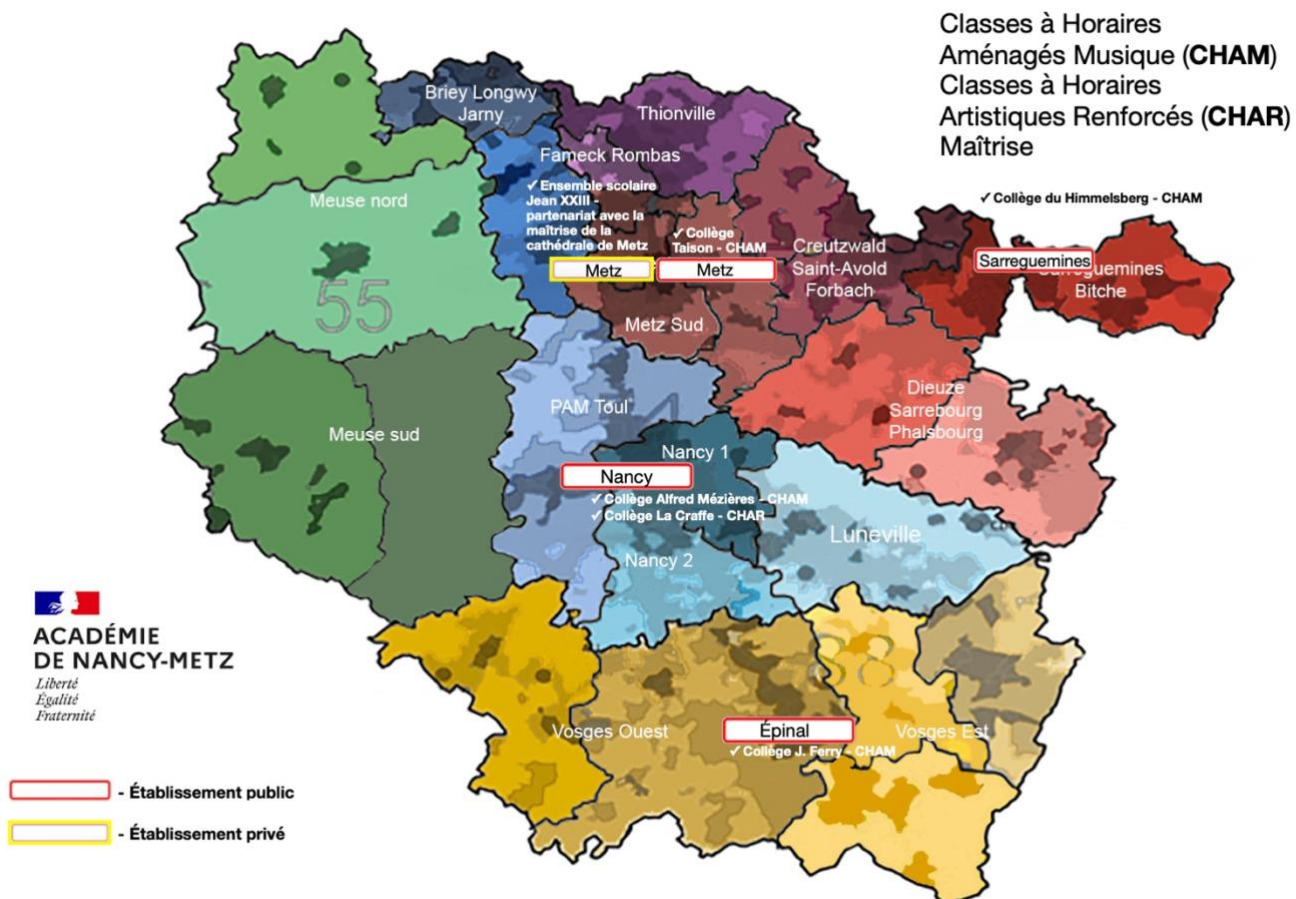 Classes à Horaires
Aménagés Musique (CHAM)
Classes à Horaires
Artistiques Renforcés (CHAR)
Maîtrise
Briey Longwy
Jarny
Thionville
Fameck Rombas
✓ Ensemble scolaire
Jean XXIII -
partenariat avec la
maîtrise de la
cathédrale de Metz
Metz
✓ Collège
Taison - CHAM
Metz
Metz Sud
Creutzwald
Saint-Avold
Forbach
✓ Collège du Himmelsberg - CHAM
Sarreguemines
Sarreguemines
Bitche
Meuse nord
55
Meuse sud
PAM Toul
Dieuze
Sarrebourg
Phalsbourg
Nancy 1
Nancy
✓ Collège Alfred Mézières - CHAM
✓ Collège La Craffe - CHAR
Nancy 2
Luneville
88
Vosges Ouest
Épinal
✓ Collège J. Ferry - CHAM
Vosges Est
ACADÉMIE
DE NANCY-METZ
Liberté
Égalité
Fraternité
- Établissement public
- Établissement privé